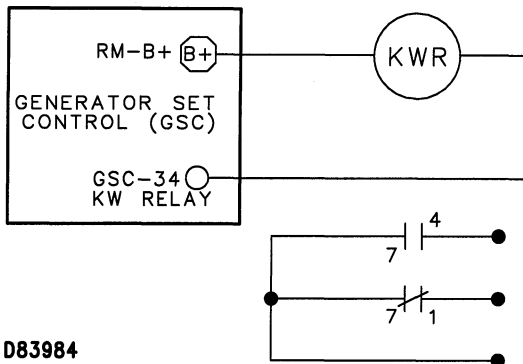 RM-B+ B+
KWR
GENERATOR SET
CONTROL (GSC)
GSC-34
KW RELAY
4
7
7
1
D83984